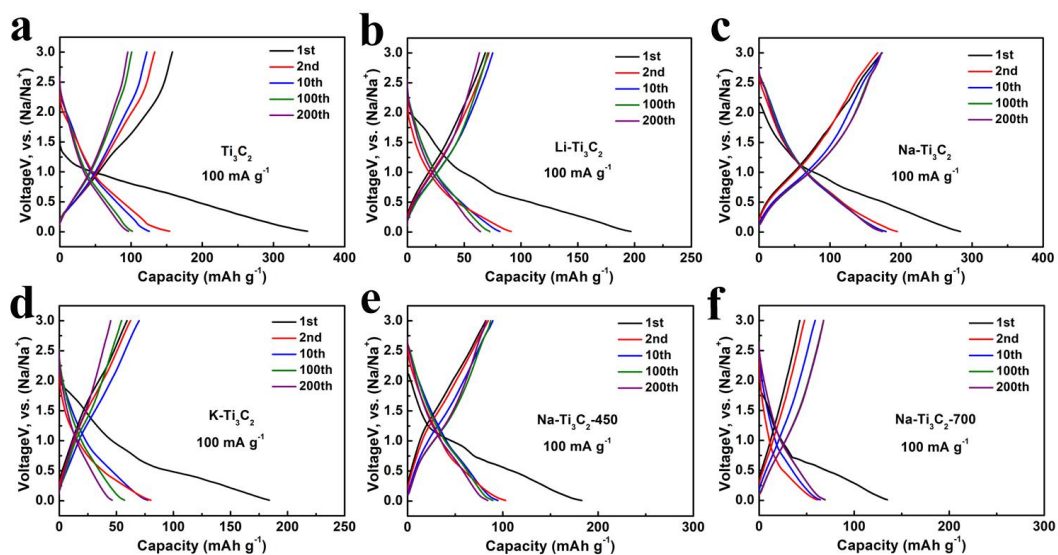 a
VoltageV, vs. (Na/Na⁺)
3.0
2.5
2.0
1.5
1.0
0.5
0.0
0 100 200 300 400
Capacity (mAh g⁻¹)
1st
2nd
10th
100th
200th
Ti₃C₂
100 mA g⁻¹
b
VoltageV, vs. (Na/Na⁺)
3.0
2.5
2.0
1.5
1.0
0.5
0.0
0 50 100 150 200 250
Capacity (mAh g⁻¹)
1st
2nd
10th
100th
200th
Li-Ti₃C₂
100 mA g⁻¹
c
VoltageV, vs. (Na/Na⁺)
3.0
2.5
2.0
1.5
1.0
0.5
0.0
0 100 200 300 400
Capacity (mAh g⁻¹)
1st
2nd
10th
100th
200th
Na-Ti₃C₂
100 mA g⁻¹
d
VoltageV, vs. (Na/Na⁺)
3.0
2.5
2.0
1.5
1.0
0.5
0.0
0 50 100 150 200 250
Capacity (mAh g⁻¹)
1st
2nd
10th
100th
200th
K-Ti₃C₂
100 mA g⁻¹
e
VoltageV, vs. (Na/Na⁺)
3.0
2.5
2.0
1.5
1.0
0.5
0.0
0 50 100 150 200 250 300
Capacity (mAh g⁻¹)
1st
2nd
10th
100th
200th
Na-Ti₃C₂-450
100 mA g⁻¹
f
VoltageV, vs. (Na/Na⁺)
3.0
2.5
2.0
1.5
1.0
0.5
0.0
0 100 200 300
Capacity (mAh g⁻¹)
1st
2nd
10th
100th
200th
Na-Ti₃C₂-700
100 mA g⁻¹